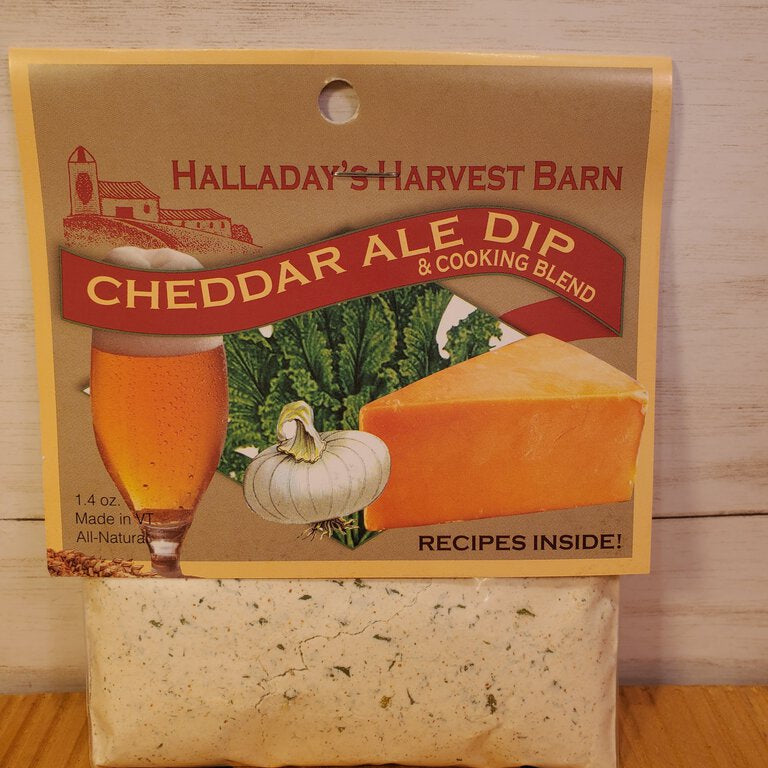 HALLADAY'S HARVEST BARN
CHEDDAR ALE DIP
& COOKING BLEND
1.4 oz.
Made in VT
All-Natural
RECIPES INSIDE!